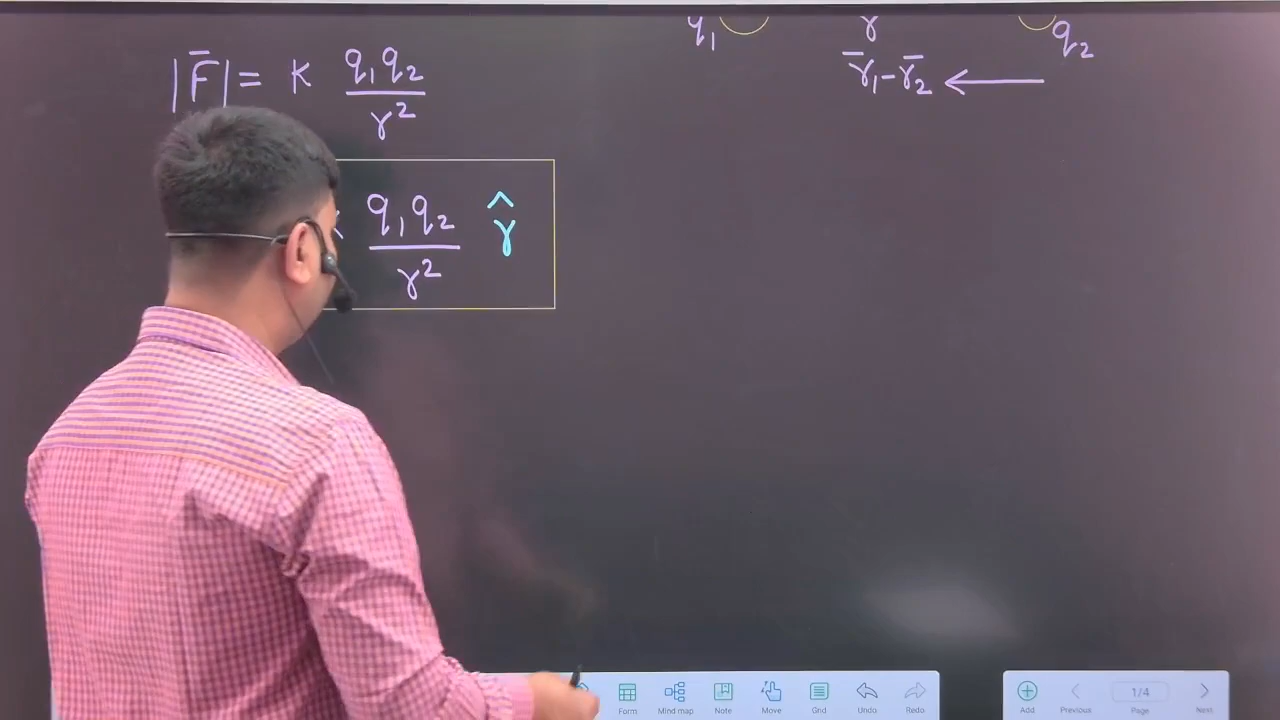 |F̄| = K q₁q₂ / r²
q₁ r q₂
r̄₁-r̄₂ ←
q₁q₂ / r² r̂
Form Mind map Note Move Grid Undo Redo
Add Previous 1/4 Page Next